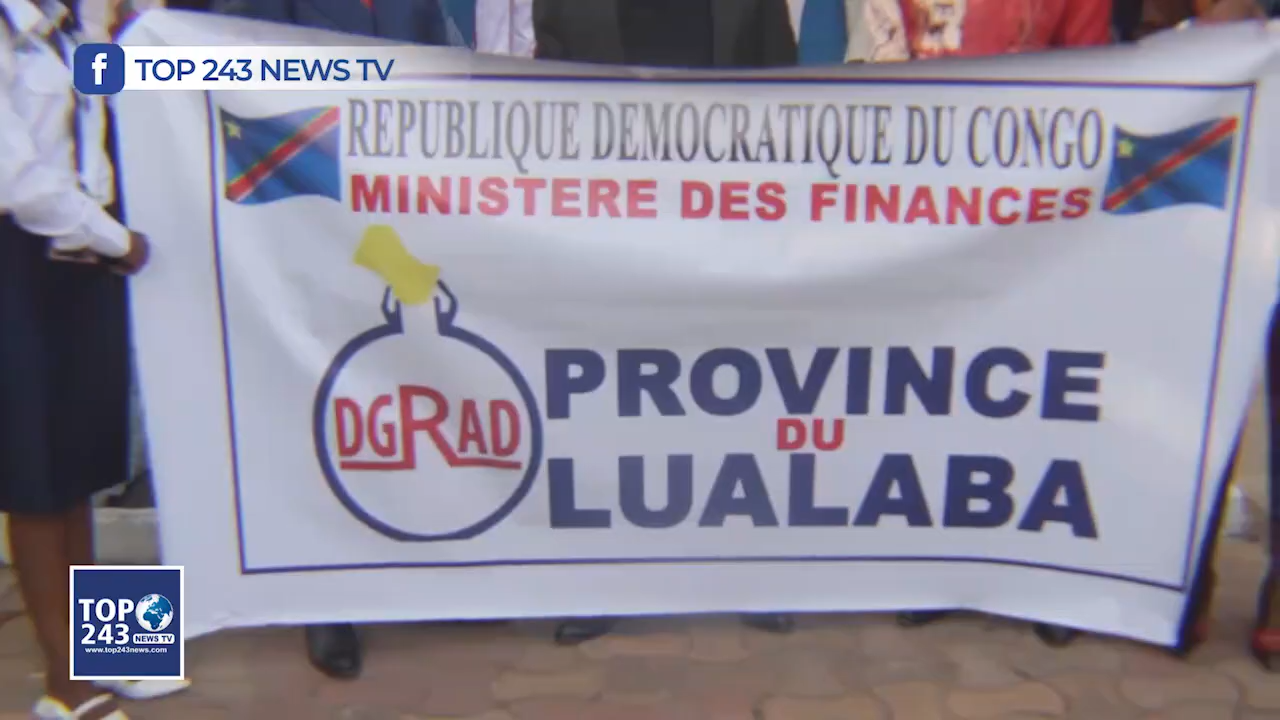 f TOP 243 NEWS TV
REPUBLIQUE DEMOCRATIQUE DU CONGO
MINISTERE DES FINANCES
DGRAD
PROVINCE
DU
LUALABA
TOP
243 NEWS TV
www.top243news.com